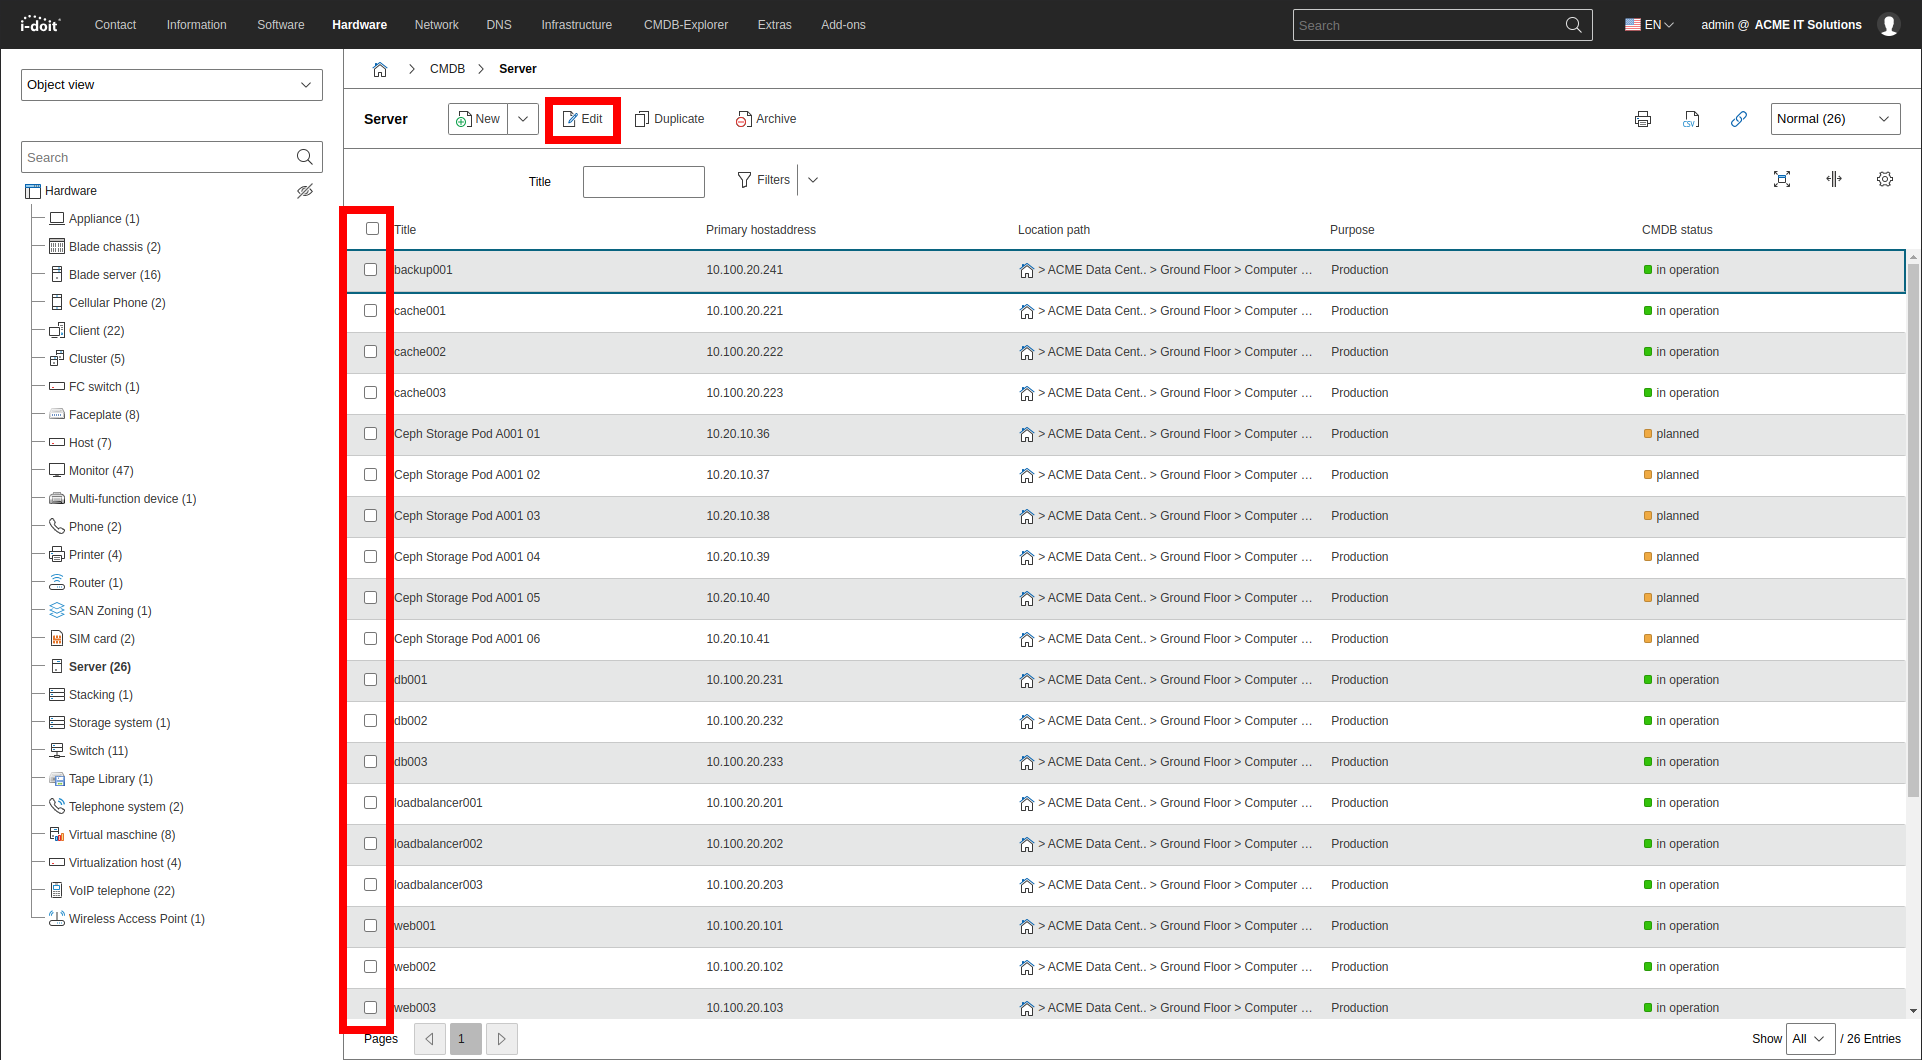 i-doit Contact Information Software Hardware Network DNS Infrastructure CMDB-Explorer Extras Add-ons Search EN admin @ ACME IT Solutions
Object view
CMDB Server
Server New Edit Duplicate Archive CSV Normal (26)
Search
Title Filters
Hardware
Appliance (1)
Blade chassis (2)
Blade server (16)
Cellular Phone (2)
Client (22)
Cluster (5)
FC switch (1)
Faceplate (8)
Host (7)
Monitor (47)
Multi-function device (1)
Phone (2)
Printer (4)
Router (1)
SAN Zoning (1)
SIM card (2)
Server (26)
Stacking (1)
Storage system (1)
Switch (11)
Tape Library (1)
Telephone system (2)
Virtual maschine (8)
Virtualization host (4)
VoIP telephone (22)
Wireless Access Point (1)
Title Primary hostaddress Location path Purpose CMDB status
backup001 10.100.20.241 > ACME Data Cent.. > Ground Floor > Computer ... Production in operation
cache001 10.100.20.221 > ACME Data Cent.. > Ground Floor > Computer ... Production in operation
cache002 10.100.20.222 > ACME Data Cent.. > Ground Floor > Computer ... Production in operation
cache003 10.100.20.223 > ACME Data Cent.. > Ground Floor > Computer ... Production in operation
Ceph Storage Pod A001 01 10.20.10.36 > ACME Data Cent.. > Ground Floor > Computer ... Production planned
Ceph Storage Pod A001 02 10.20.10.37 > ACME Data Cent.. > Ground Floor > Computer ... Production planned
Ceph Storage Pod A001 03 10.20.10.38 > ACME Data Cent.. > Ground Floor > Computer ... Production planned
Ceph Storage Pod A001 04 10.20.10.39 > ACME Data Cent.. > Ground Floor > Computer ... Production planned
Ceph Storage Pod A001 05 10.20.10.40 > ACME Data Cent.. > Ground Floor > Computer ... Production planned
Ceph Storage Pod A001 06 10.20.10.41 > ACME Data Cent.. > Ground Floor > Computer ... Production planned
db001 10.100.20.231 > ACME Data Cent.. > Ground Floor > Computer ... Production in operation
db002 10.100.20.232 > ACME Data Cent.. > Ground Floor > Computer ... Production in operation
db003 10.100.20.233 > ACME Data Cent.. > Ground Floor > Computer ... Production in operation
loadbalancer001 10.100.20.201 > ACME Data Cent.. > Ground Floor > Computer ... Production in operation
loadbalancer002 10.100.20.202 > ACME Data Cent.. > Ground Floor > Computer ... Production in operation
loadbalancer003 10.100.20.203 > ACME Data Cent.. > Ground Floor > Computer ... Production in operation
web001 10.100.20.101 > ACME Data Cent.. > Ground Floor > Computer ... Production in operation
web002 10.100.20.102 > ACME Data Cent.. > Ground Floor > Computer ... Production in operation
web003 10.100.20.103 > ACME Data Cent.. > Ground Floor > Computer ... Production in operation
Pages 1 Show All / 26 Entries